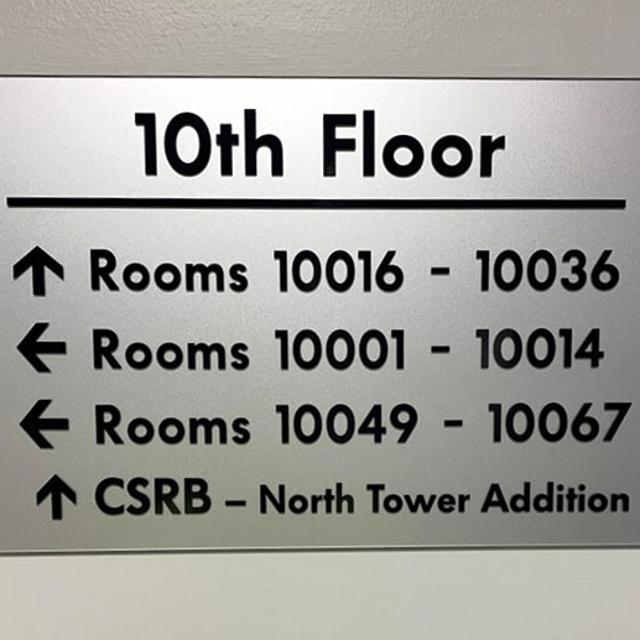 10th Floor
↑ Rooms 10016 - 10036
← Rooms 10001 - 10014
← Rooms 10049 - 10067
↑ CSRB – North Tower Addition